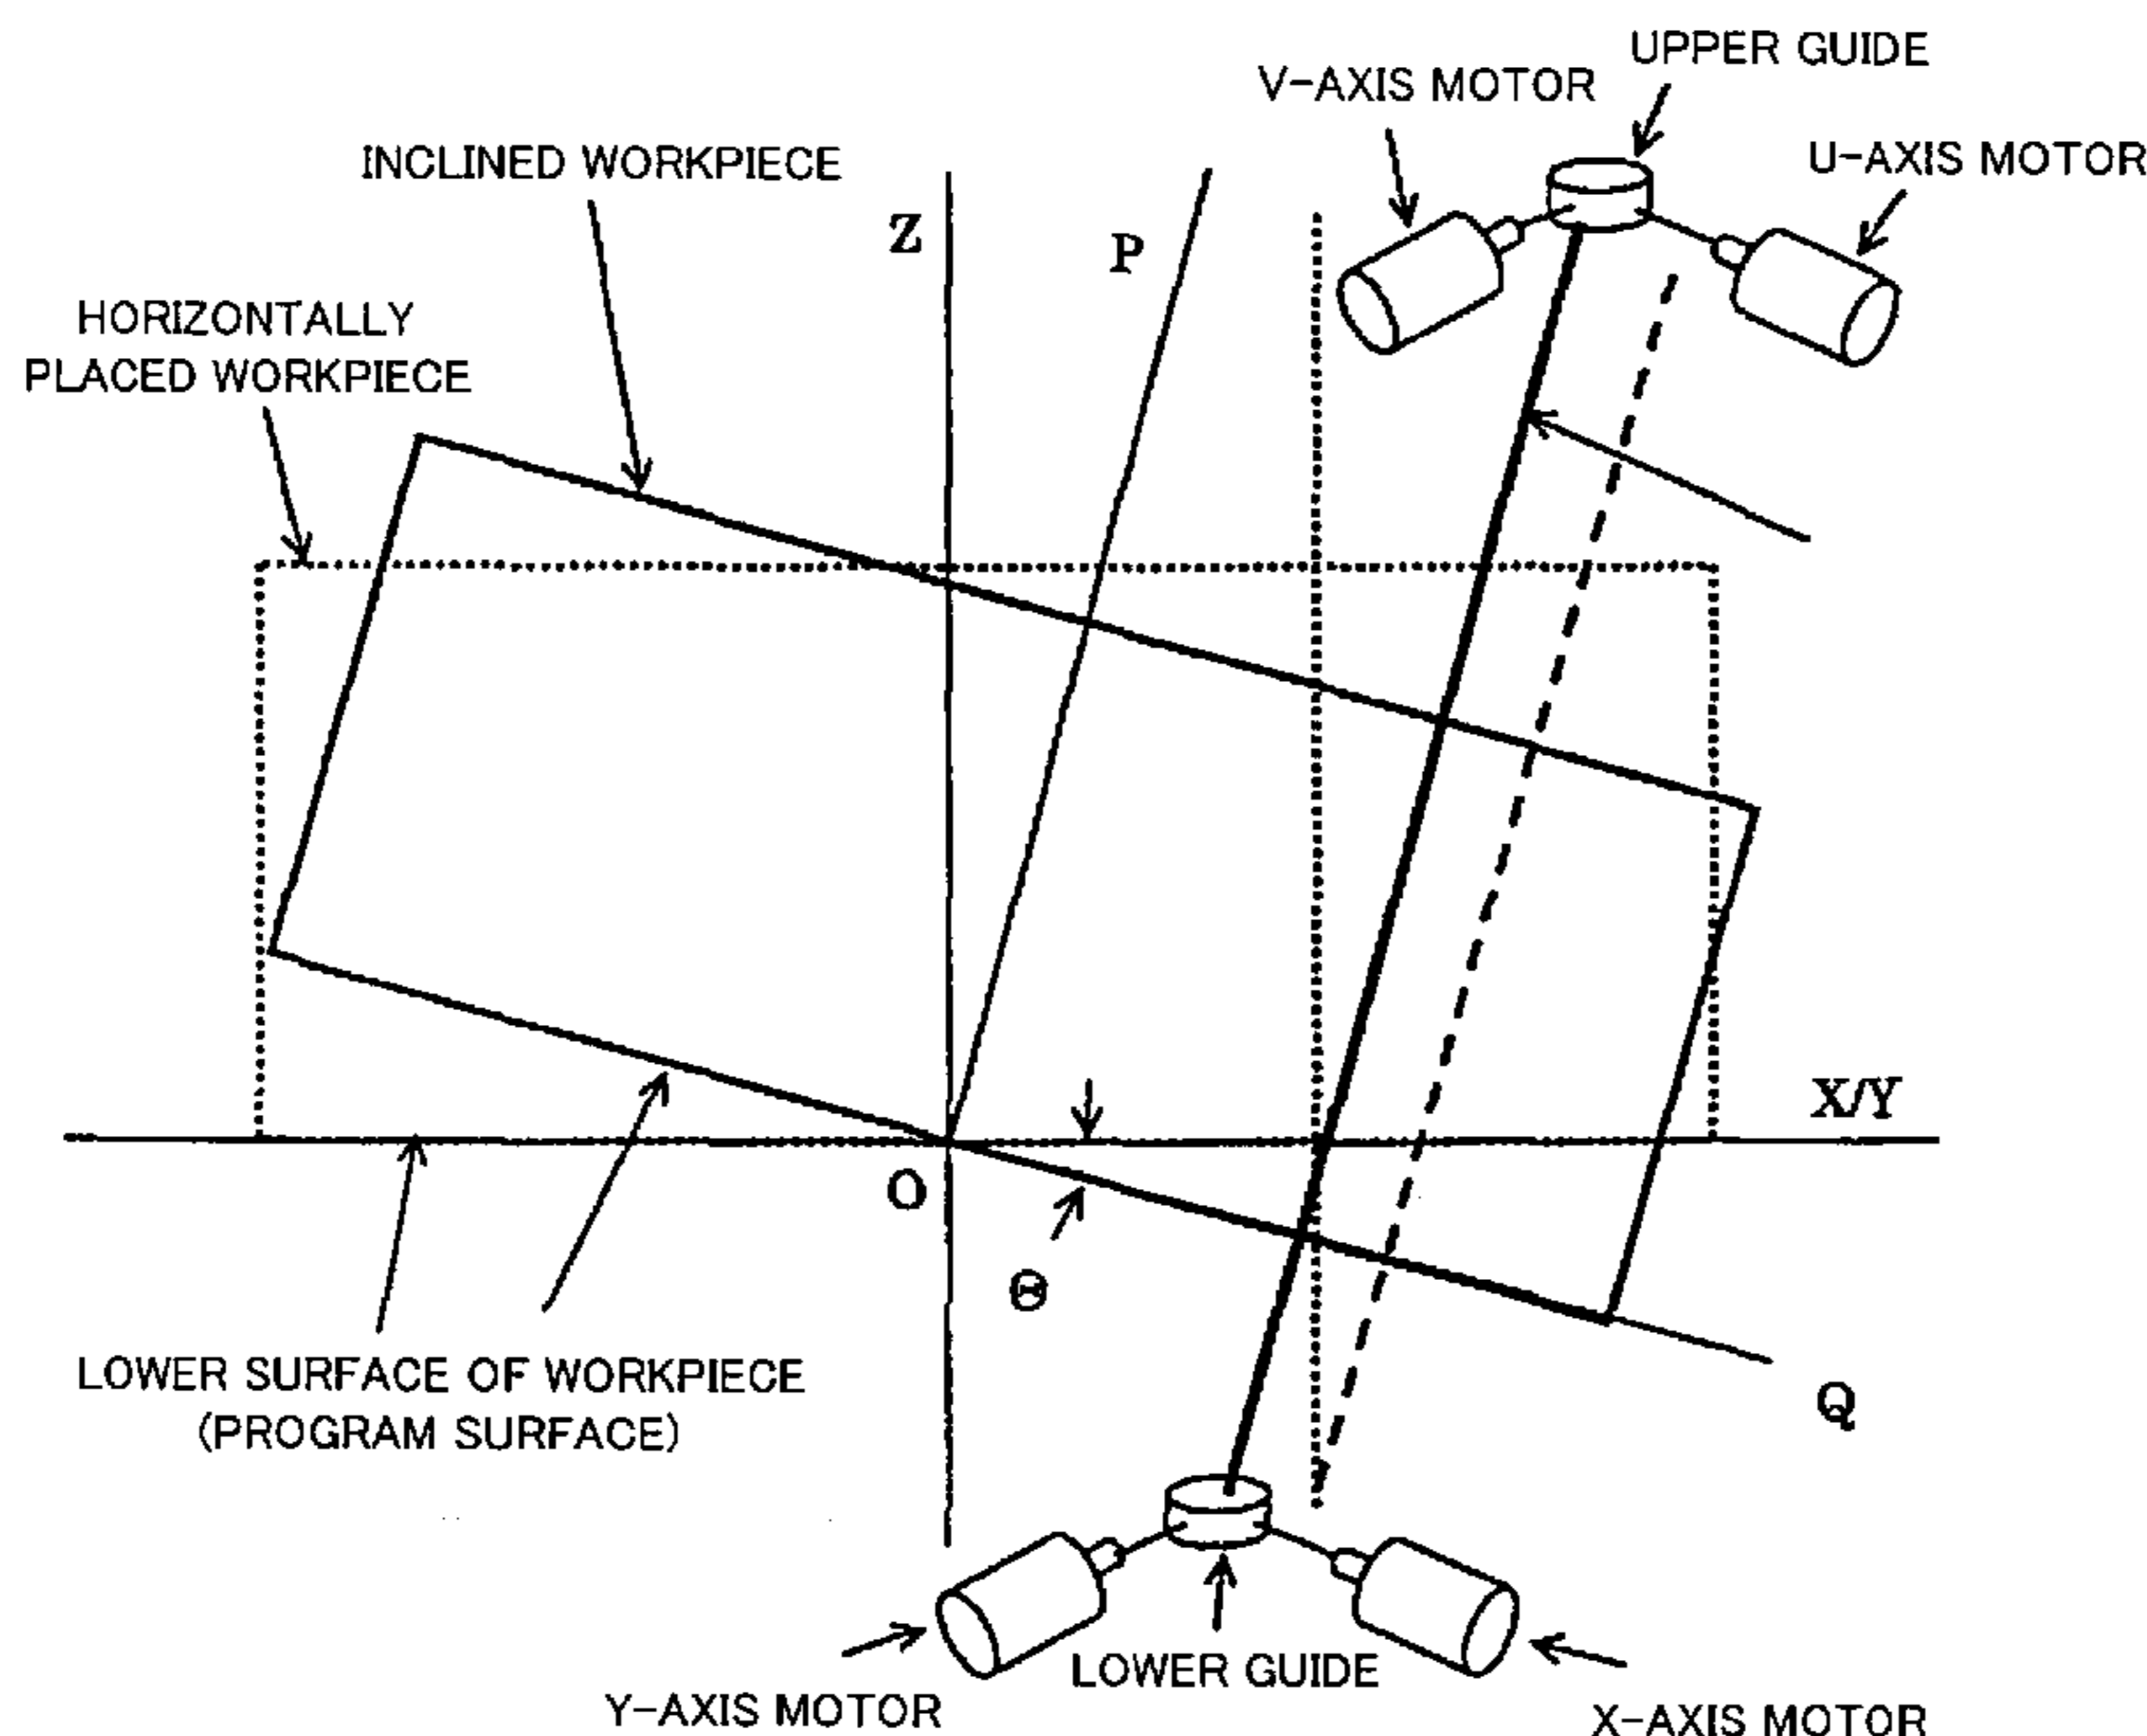 UPPER GUIDE
V-AXIS MOTOR
U-AXIS MOTOR
INCLINED WORKPIECE
Z
P
HORIZONTALLY
PLACED WORKPIECE
X/Y
O
Θ
LOWER SURFACE OF WORKPIECE
(PROGRAM SURFACE)
Q
LOWER GUIDE
Y-AXIS MOTOR
X-AXIS MOTOR